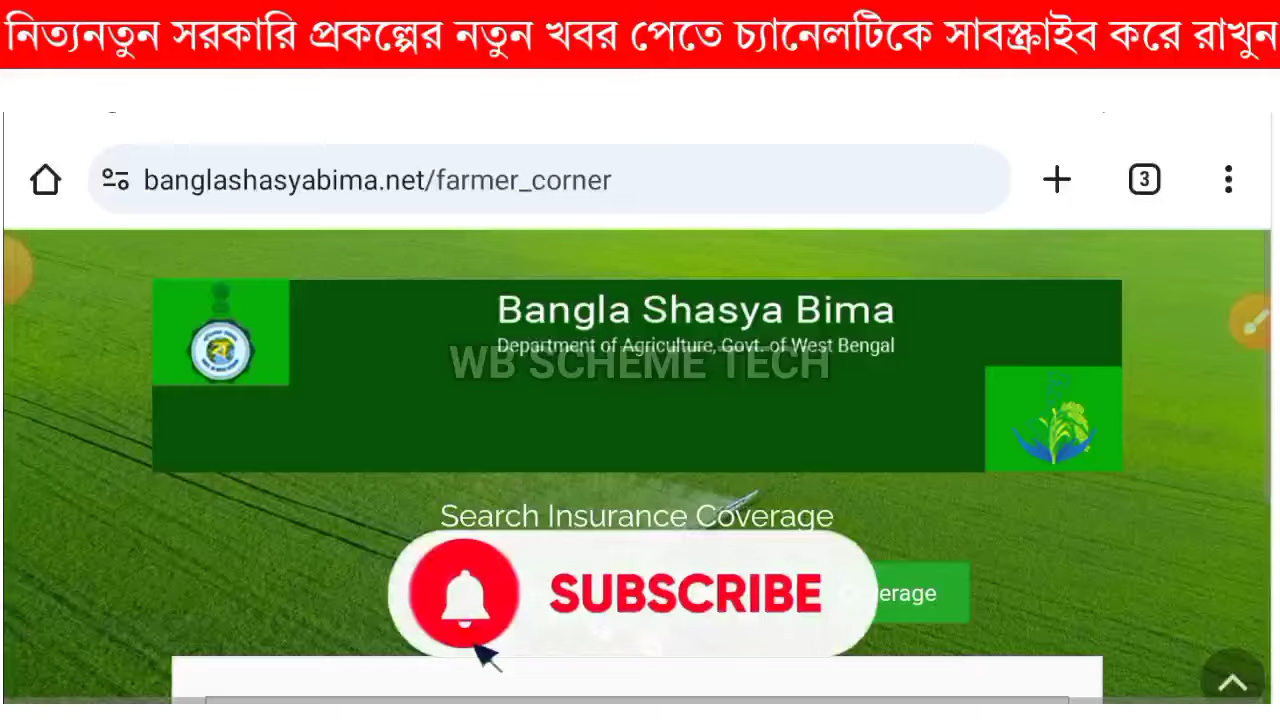 নিত্যনতুন সরকারি প্রকল্পের নতুন খবর পেতে চ্যানেলটিকে সাবস্ক্রাইব করে রাখুন
banglashasyabima.net/farmer_corner
3
Bangla Shasya Bima
Department of Agriculture, Govt. of West Bengal
WB SCHEME TECH
Search Insurance Coverage
SUBSCRIBE
erage